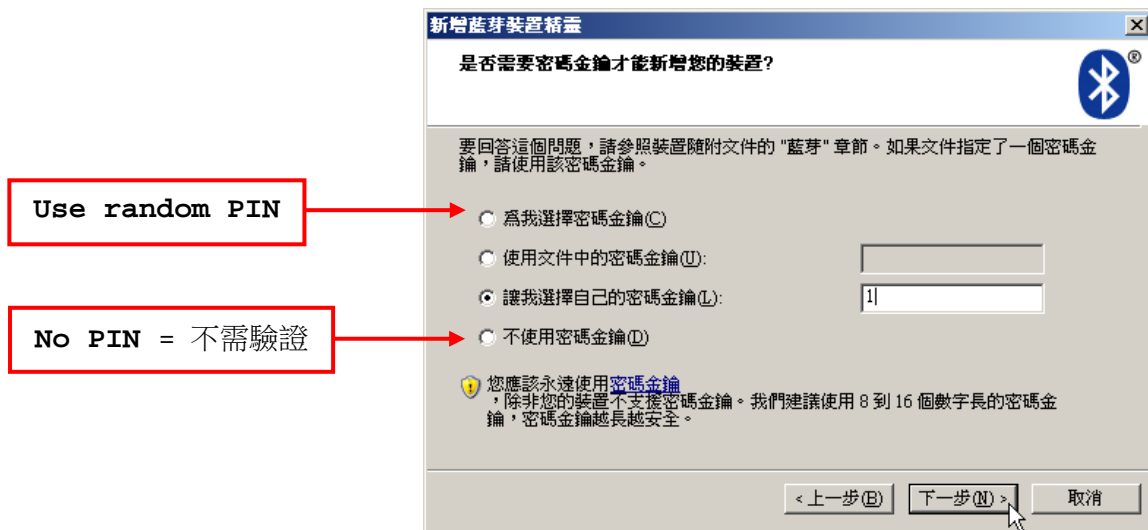 新增藍芽裝置精靈
是否需要密碼金鑰才能新增您的裝置?
®
要回答這個問題，請參照裝置隨附文件的 "藍芽" 章節。如果文件指定了一個密碼金
鑰，請使用該密碼金鑰。
Use random PIN
為我選擇密碼金鑰(C)
使用文件中的密碼金鑰(U):
讓我選擇自己的密碼金鑰(L):
1
No PIN = 不需驗證
不使用密碼金鑰(D)
您應該永遠使用密碼金鑰
，除非您的裝置不支援密碼金鑰。我們建議使用 8 到 16 個數字長的密碼金
鑰，密碼金鑰越長越安全。
<上一步(B)
下一步(N)>
取消